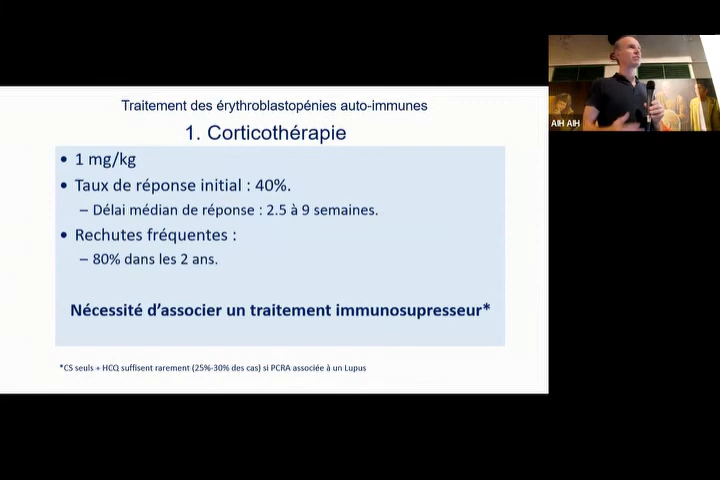 Traitement des érythroblastopénies auto-immunes
1. Corticothérapie
• 1 mg/kg
• Taux de réponse initial : 40%.
– Délai médian de réponse : 2.5 à 9 semaines.
• Rechutes fréquentes :
– 80% dans les 2 ans.
Nécessité d’associer un traitement immunosupresseur*
*CS seuls + HCQ suffisent rarement (25%-30% des cas) si PCRA associée à un Lupus
AIH AIH